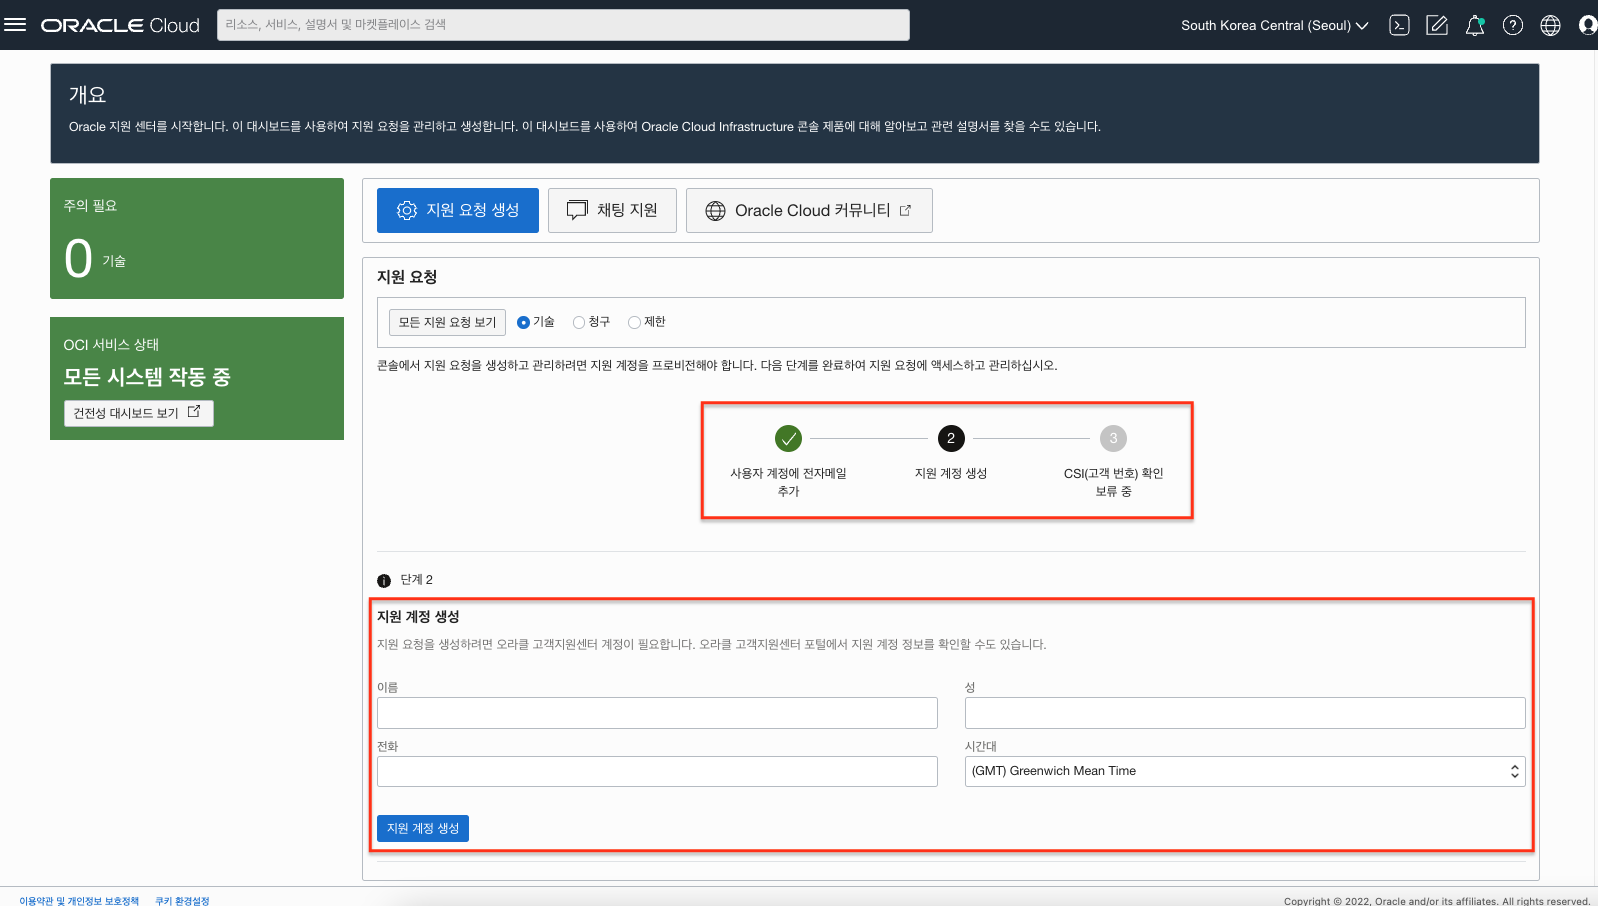 ORACLE Cloud
리소스, 서비스, 설명서 및 마켓플레이스 검색
South Korea Central (Seoul)
개요
Oracle 지원 센터를 시작합니다. 이 대시보드를 사용하여 지원 요청을 관리하고 생성합니다. 이 대시보드를 사용하여 Oracle Cloud Infrastructure 콘솔 제품에 대해 알아보고 관련 설명서를 찾을 수도 있습니다.
주의 필요
0 기술
OCI 서비스 상태
모든 시스템 작동 중
건전성 대시보드 보기
지원 요청 생성
채팅 지원
Oracle Cloud 커뮤니티
지원 요청
모든 지원 요청 보기
기술
청구
제한
콘솔에서 지원 요청을 생성하고 관리하려면 지원 계정을 프로비전해야 합니다. 다음 단계를 완료하여 지원 요청에 액세스하고 관리하십시오.
2
3
사용자 계정에 전자메일
추가
지원 계정 생성
CSI(고객 번호) 확인
보류 중
단계 2
지원 계정 생성
지원 요청을 생성하려면 오라클 고객지원센터 계정이 필요합니다. 오라클 고객지원센터 포털에서 지원 계정 정보를 확인할 수도 있습니다.
이름
성
전화
시간대
(GMT) Greenwich Mean Time
지원 계정 생성
이용약관 및 개인정보 보호정책
쿠키 환경설정
Copyright © 2022, Oracle and/or its affiliates. All rights reserved.